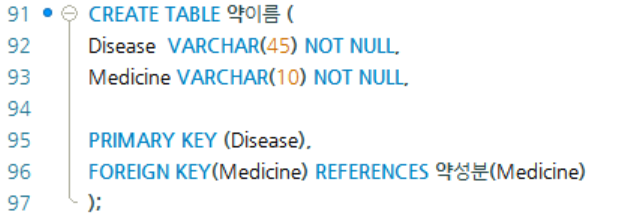 91 CREATE TABLE 약이름 (
92 Disease VARCHAR(45) NOT NULL,
93 Medicine VARCHAR(10) NOT NULL,
94
95 PRIMARY KEY (Disease),
96 FOREIGN KEY(Medicine) REFERENCES 약성분(Medicine)
97 );